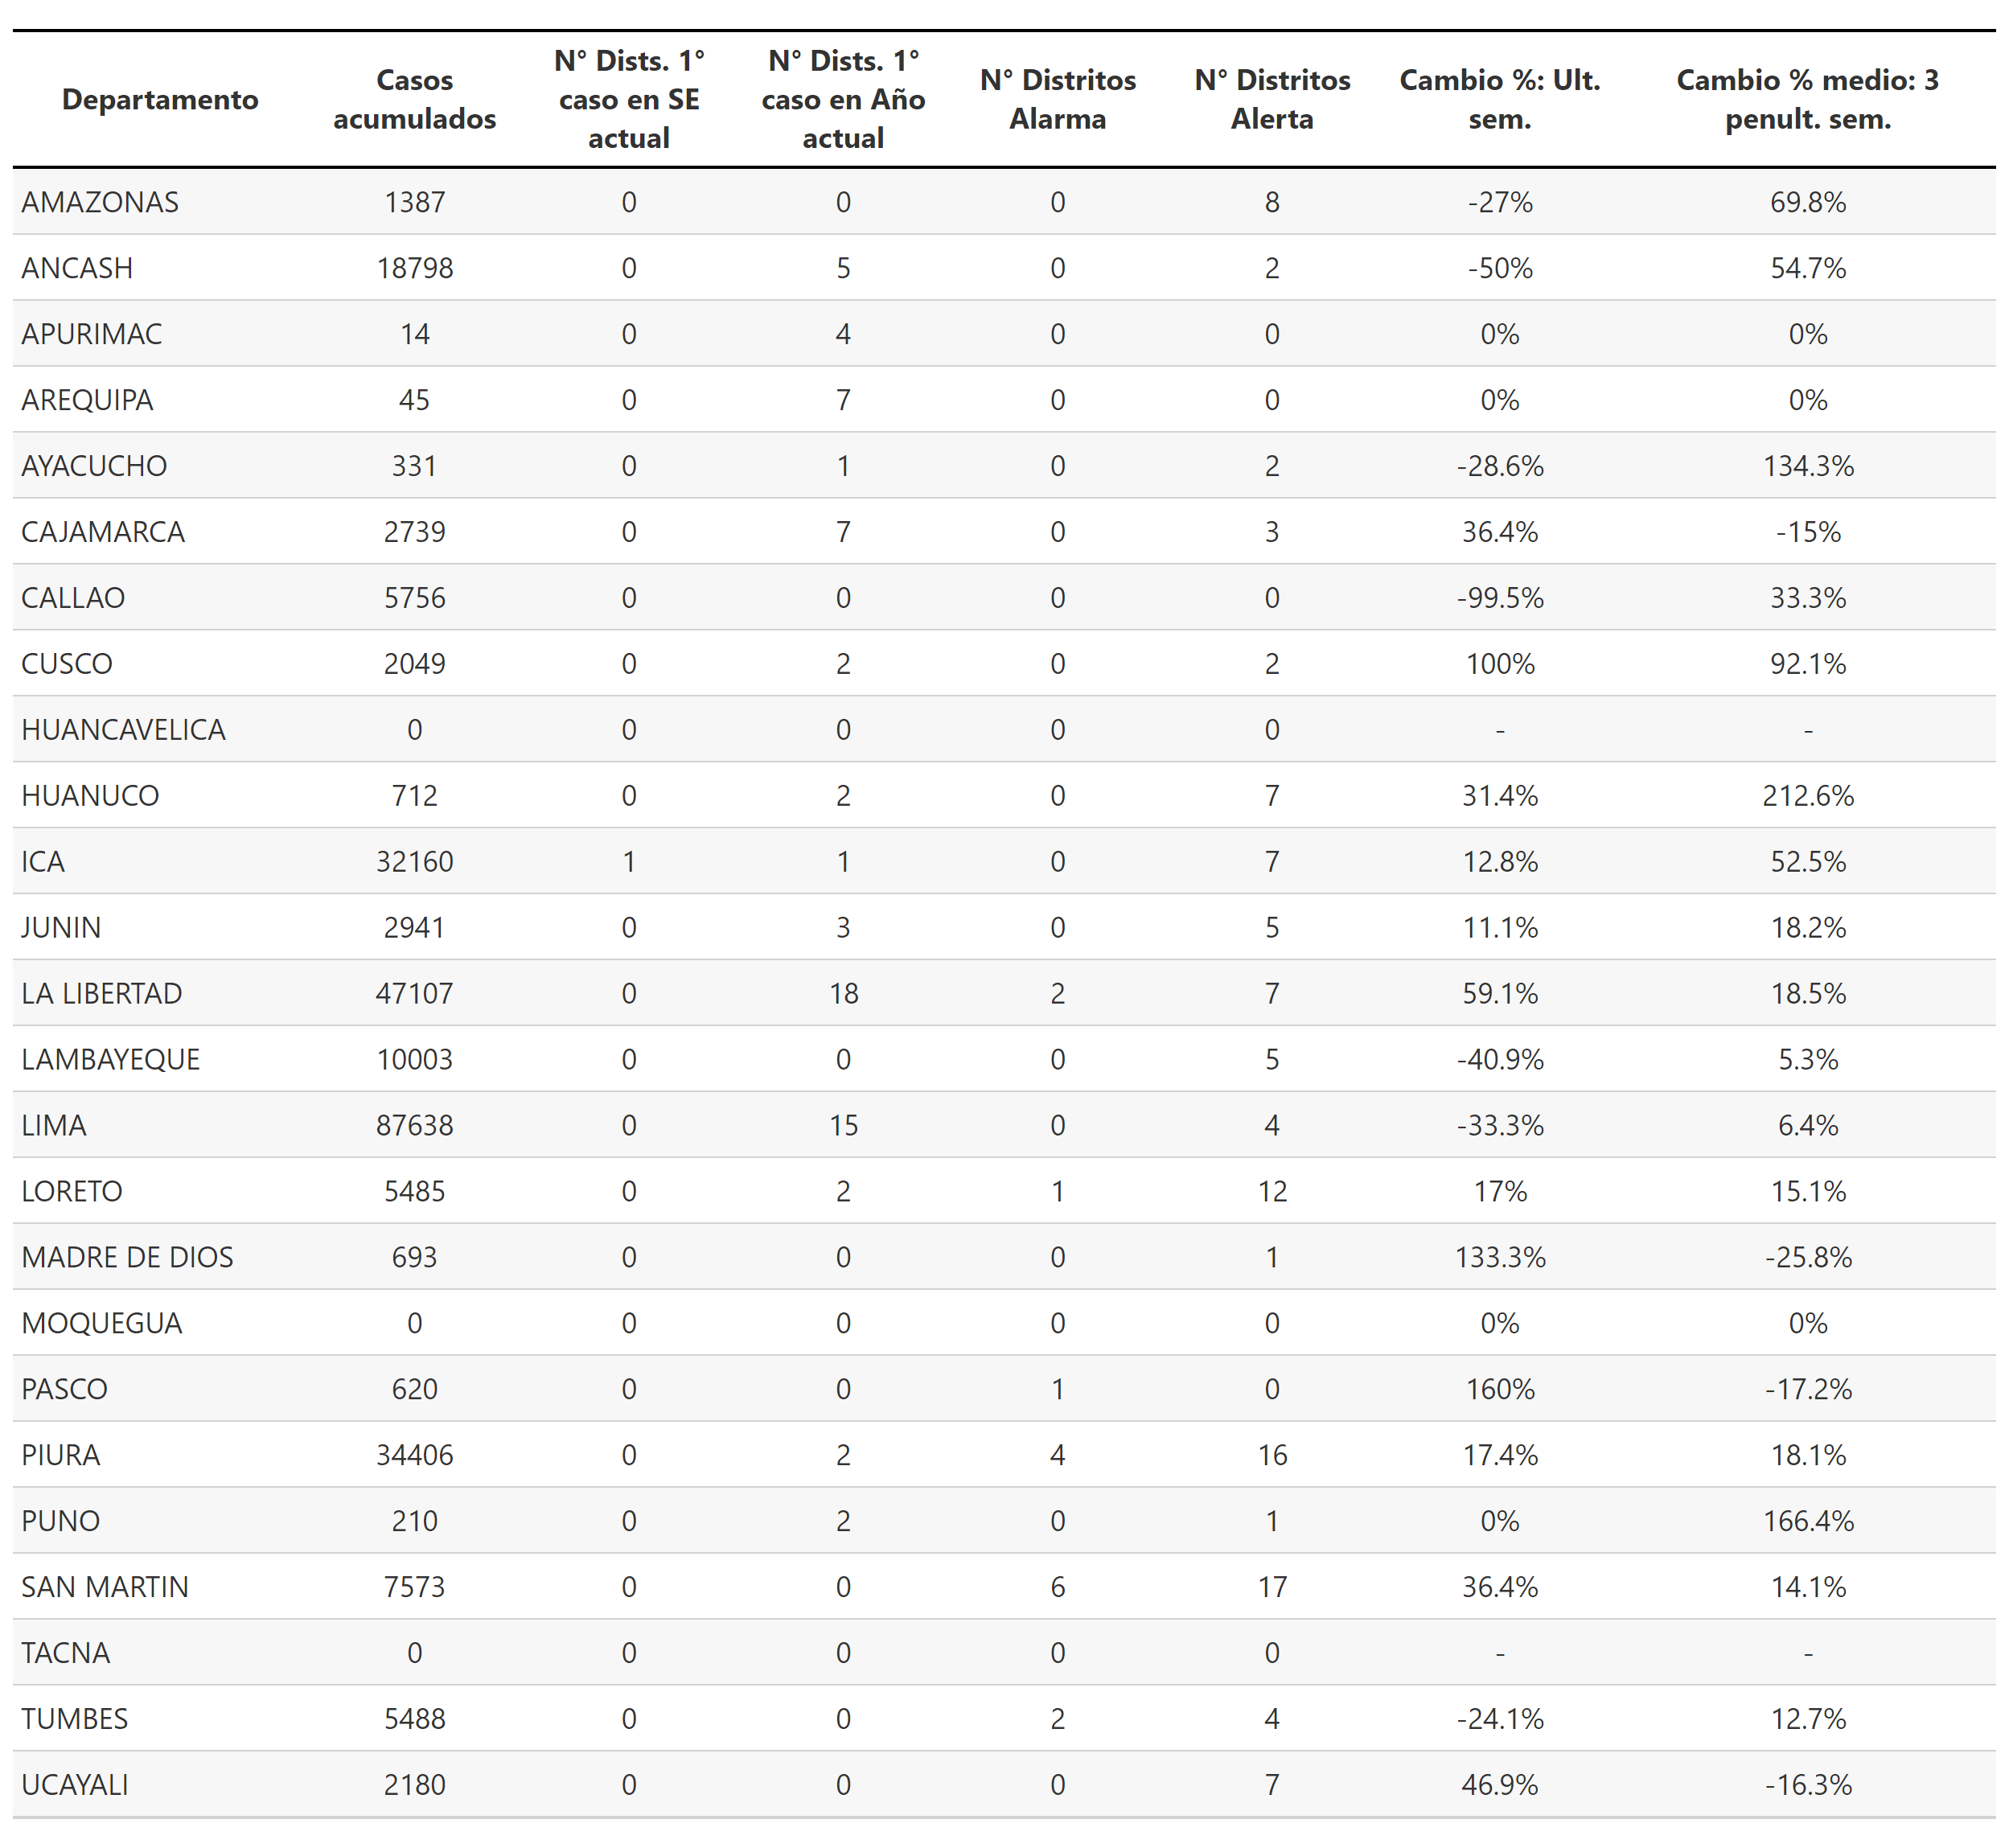 Departamento Casos acumulados N° Dists. 1° caso en SE actual N° Dists. 1° caso en Año actual N° Distritos Alarma N° Distritos Alerta Cambio %: Ult. sem. Cambio % medio: 3 penult. sem.
AMAZONAS 1387 0 0 0 8 -27% 69.8%
ANCASH 18798 0 5 0 2 -50% 54.7%
APURIMAC 14 0 4 0 0 0% 0%
AREQUIPA 45 0 7 0 0 0% 0%
AYACUCHO 331 0 1 0 2 -28.6% 134.3%
CAJAMARCA 2739 0 7 0 3 36.4% -15%
CALLAO 5756 0 0 0 0 -99.5% 33.3%
CUSCO 2049 0 2 0 2 100% 92.1%
HUANCAVELICA 0 0 0 0 0 - -
HUANUCO 712 0 2 0 7 31.4% 212.6%
ICA 32160 1 1 0 7 12.8% 52.5%
JUNIN 2941 0 3 0 5 11.1% 18.2%
LA LIBERTAD 47107 0 18 2 7 59.1% 18.5%
LAMBAYEQUE 10003 0 0 0 5 -40.9% 5.3%
LIMA 87638 0 15 0 4 -33.3% 6.4%
LORETO 5485 0 2 1 12 17% 15.1%
MADRE DE DIOS 693 0 0 0 1 133.3% -25.8%
MOQUEGUA 0 0 0 0 0 0% 0%
PASCO 620 0 0 1 0 160% -17.2%
PIURA 34406 0 2 4 16 17.4% 18.1%
PUNO 210 0 2 0 1 0% 166.4%
SAN MARTIN 7573 0 0 6 17 36.4% 14.1%
TACNA 0 0 0 0 0 - -
TUMBES 5488 0 0 2 4 -24.1% 12.7%
UCAYALI 2180 0 0 0 7 46.9% -16.3%